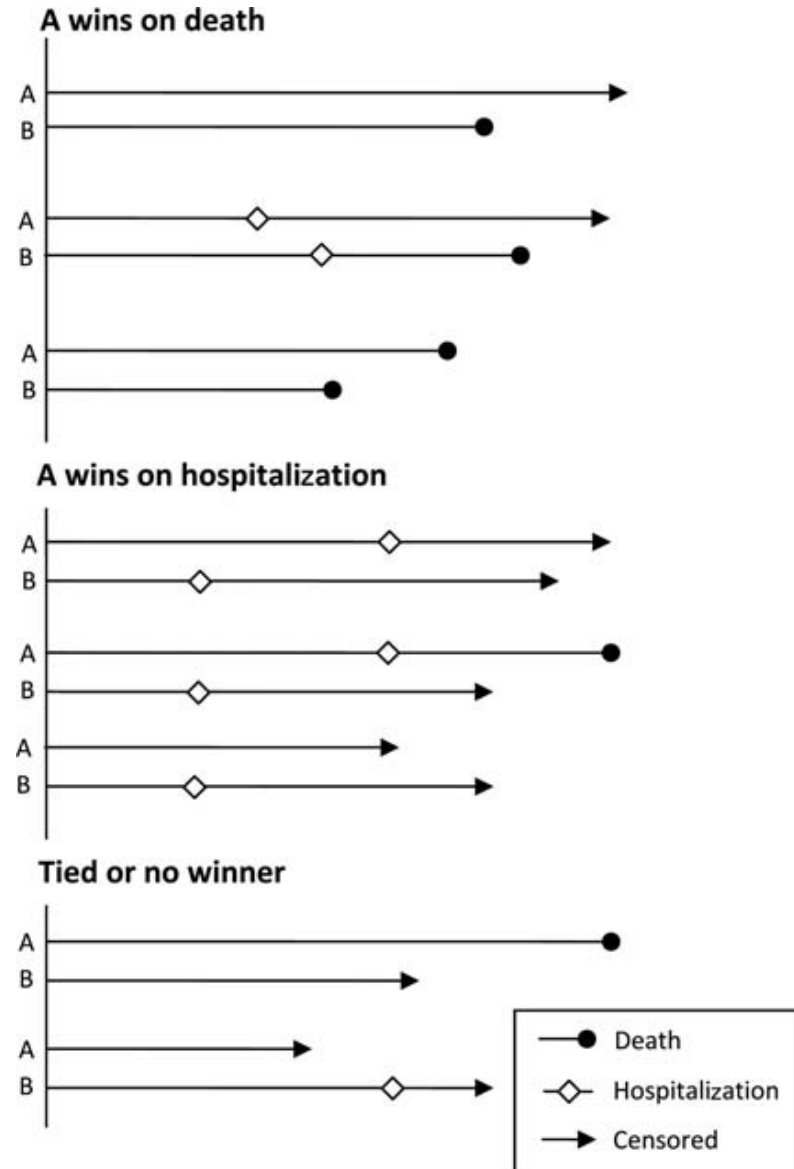 A wins on death
A
B
A
B
A
B
A wins on hospitalization
A
B
A
B
A
B
Tied or no winner
A
B
A
B
Death
Hospitalization
Censored